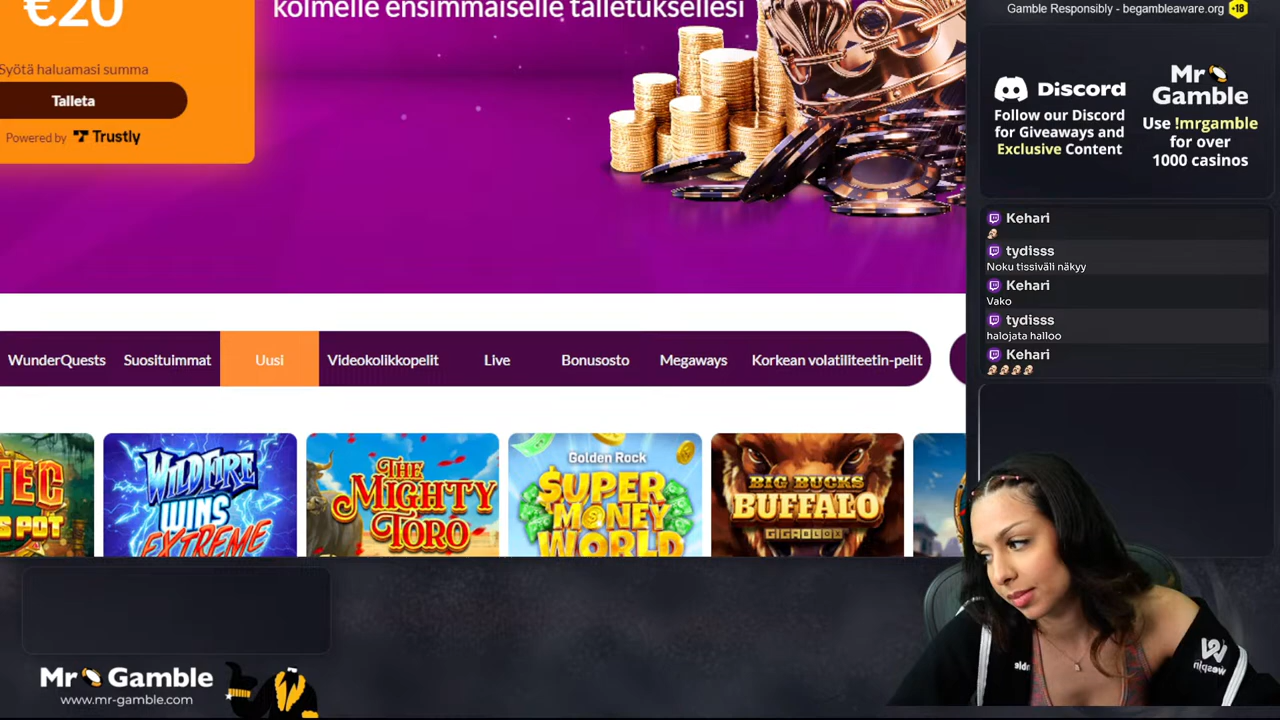 €20
Syötä haluamasi summa
Talleta
Powered by Trustly
kolmelle ensimmäiselle talletuksellesi
WunderQuests
Suosituimmat
Uusi
Videokolikkopelit
Live
Bonusosto
Megaways
Korkean volatiliteetin-pelit
WILDFIRE
WINS
EXTREME
THE
MIGHTY
TORO
Golden Rock
SUPER
MONEY
WORLD
BIG BUCKS
BUFFALO
GIGABLOX
Gamble Responsibly - begambleaware.org +18
Discord
Follow our Discord
for Giveaways and
Exclusive Content
Mr
Gamble
Use !mrgamble
for over
1000 casinos
Kehari
tydisss
Noku tissiväli näkyy
Kehari
Vako
tydisss
halojata halloo
Kehari
Mr Gamble
www.mr-gamble.com